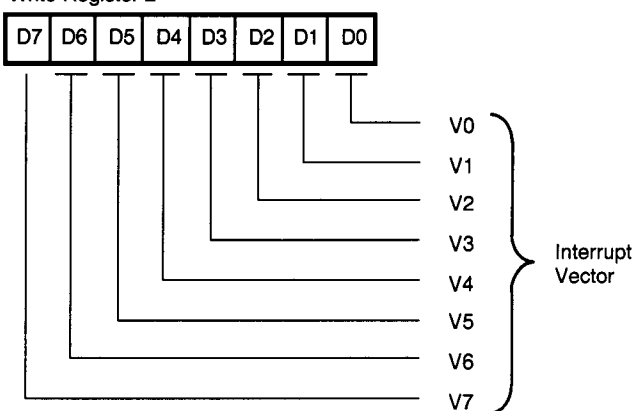 Write Register 2
D7 D6 D5 D4 D3 D2 D1 D0
V0
V1
V2
V3
Interrupt
Vector
V4
V5
V6
V7